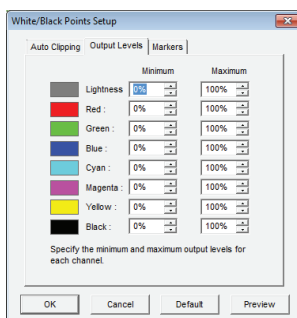 White/Black Points Setup
Auto Clipping Output Levels Markers
Minimum Maximum
Lightness 0% 100%
Red : 0% 100%
Green : 0% 100%
Blue : 0% 100%
Cyan : 0% 100%
Magenta : 0% 100%
Yellow : 0% 100%
Black : 0% 100%
Specify the minimum and maximum output levels for
each channel.
OK Cancel Default Preview